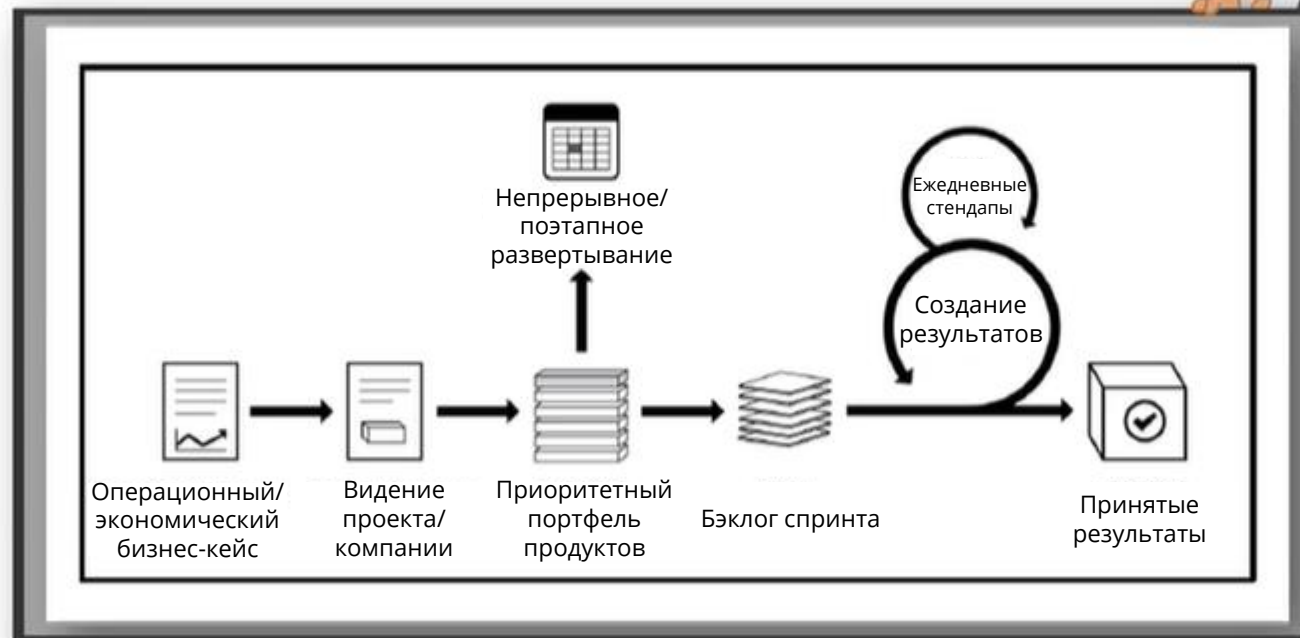 Непрерывное/
поэтапное
развертывание
Ежедневные
стендапы
Создание
результатов
Операционный/
экономический
бизнес-кейс
Видение
проекта/
компании
Приоритетный
портфель
продуктов
Бэклог спринта
Принятые
результаты